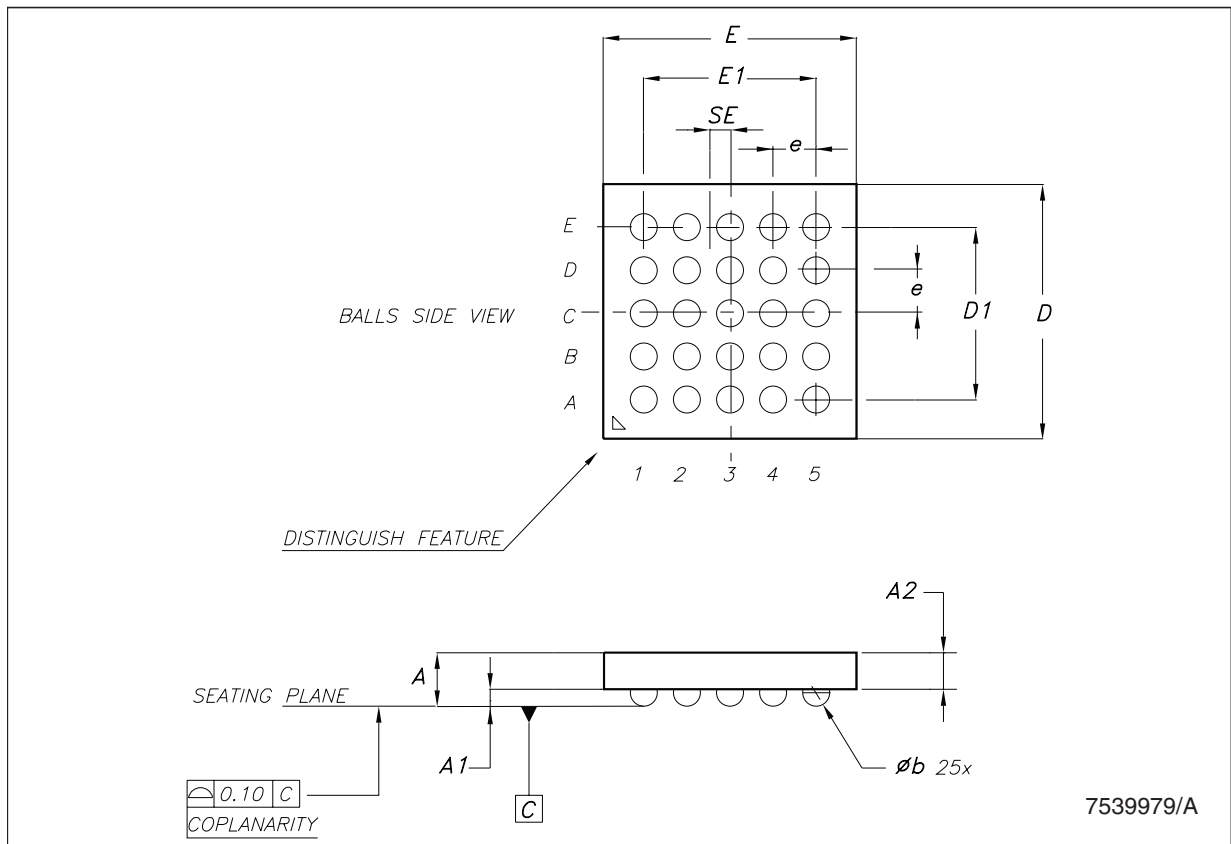 E
E1
SE
e
E
D
e
BALLS SIDE VIEW
C
D1
D
B
A
1 2 3 4 5
DISTINGUISH FEATURE
A2
A
SEATING PLANE
A1
Øb 25x
0.10 C
C
COPLANARITY
7539979/A